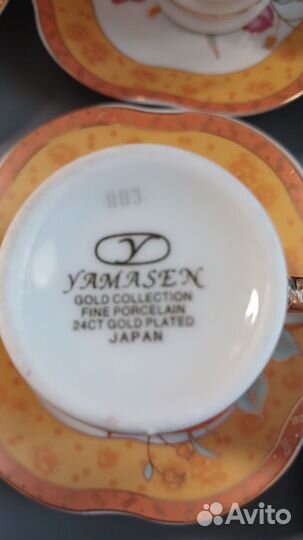 803
Y
YAMASEN
GOLD COLLECTION
FINE PORCELAIN
24CT GOLD PLATED
JAPAN
Avito